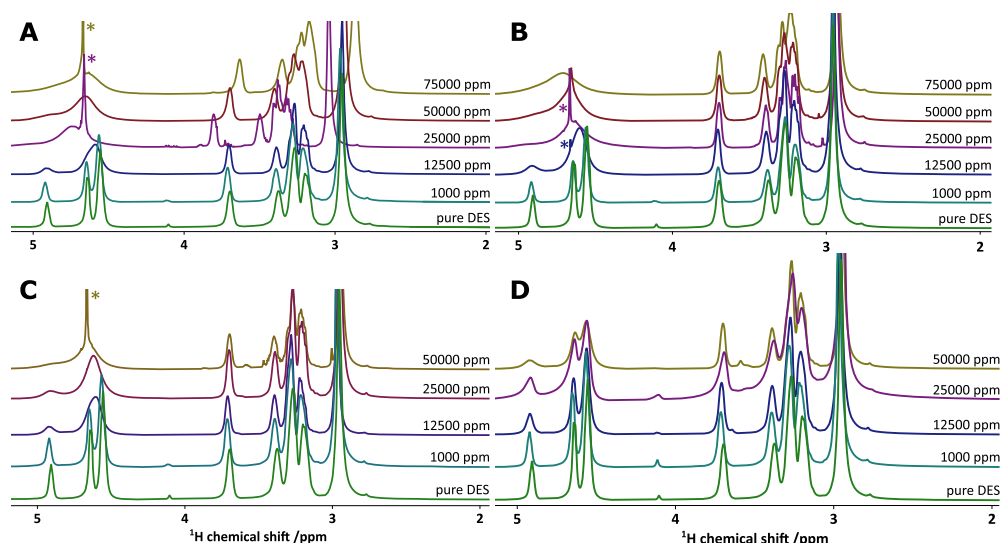 A
*
*
75000 ppm
50000 ppm
25000 ppm
12500 ppm
1000 ppm
pure DES
5 4 3 2
B
*
*
75000 ppm
50000 ppm
25000 ppm
12500 ppm
1000 ppm
pure DES
5 4 3 2
C
*
50000 ppm
25000 ppm
12500 ppm
1000 ppm
pure DES
5 4 3 2
¹H chemical shift /ppm
D
50000 ppm
25000 ppm
12500 ppm
1000 ppm
pure DES
5 4 3 2
¹H chemical shift /ppm